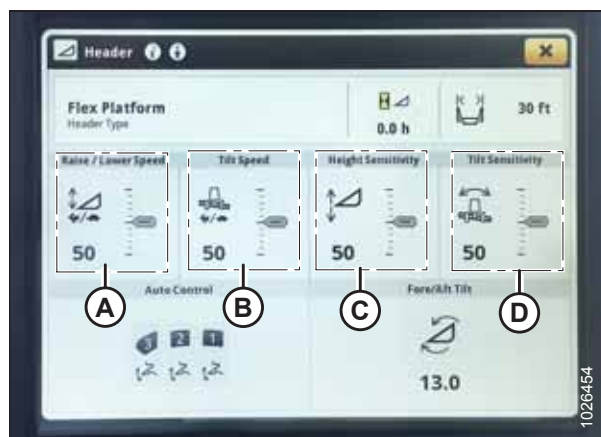 Header
Flex Platform
Header Type
0.0 h
30 ft
Raise / Lower Speed
Tilt Speed
Height Sensitivity
Tilt Sensitivity
50
50
50
50
A
B
C
D
Auto Control
Fore/Aft Tilt
3 2 1
13.0
1026454